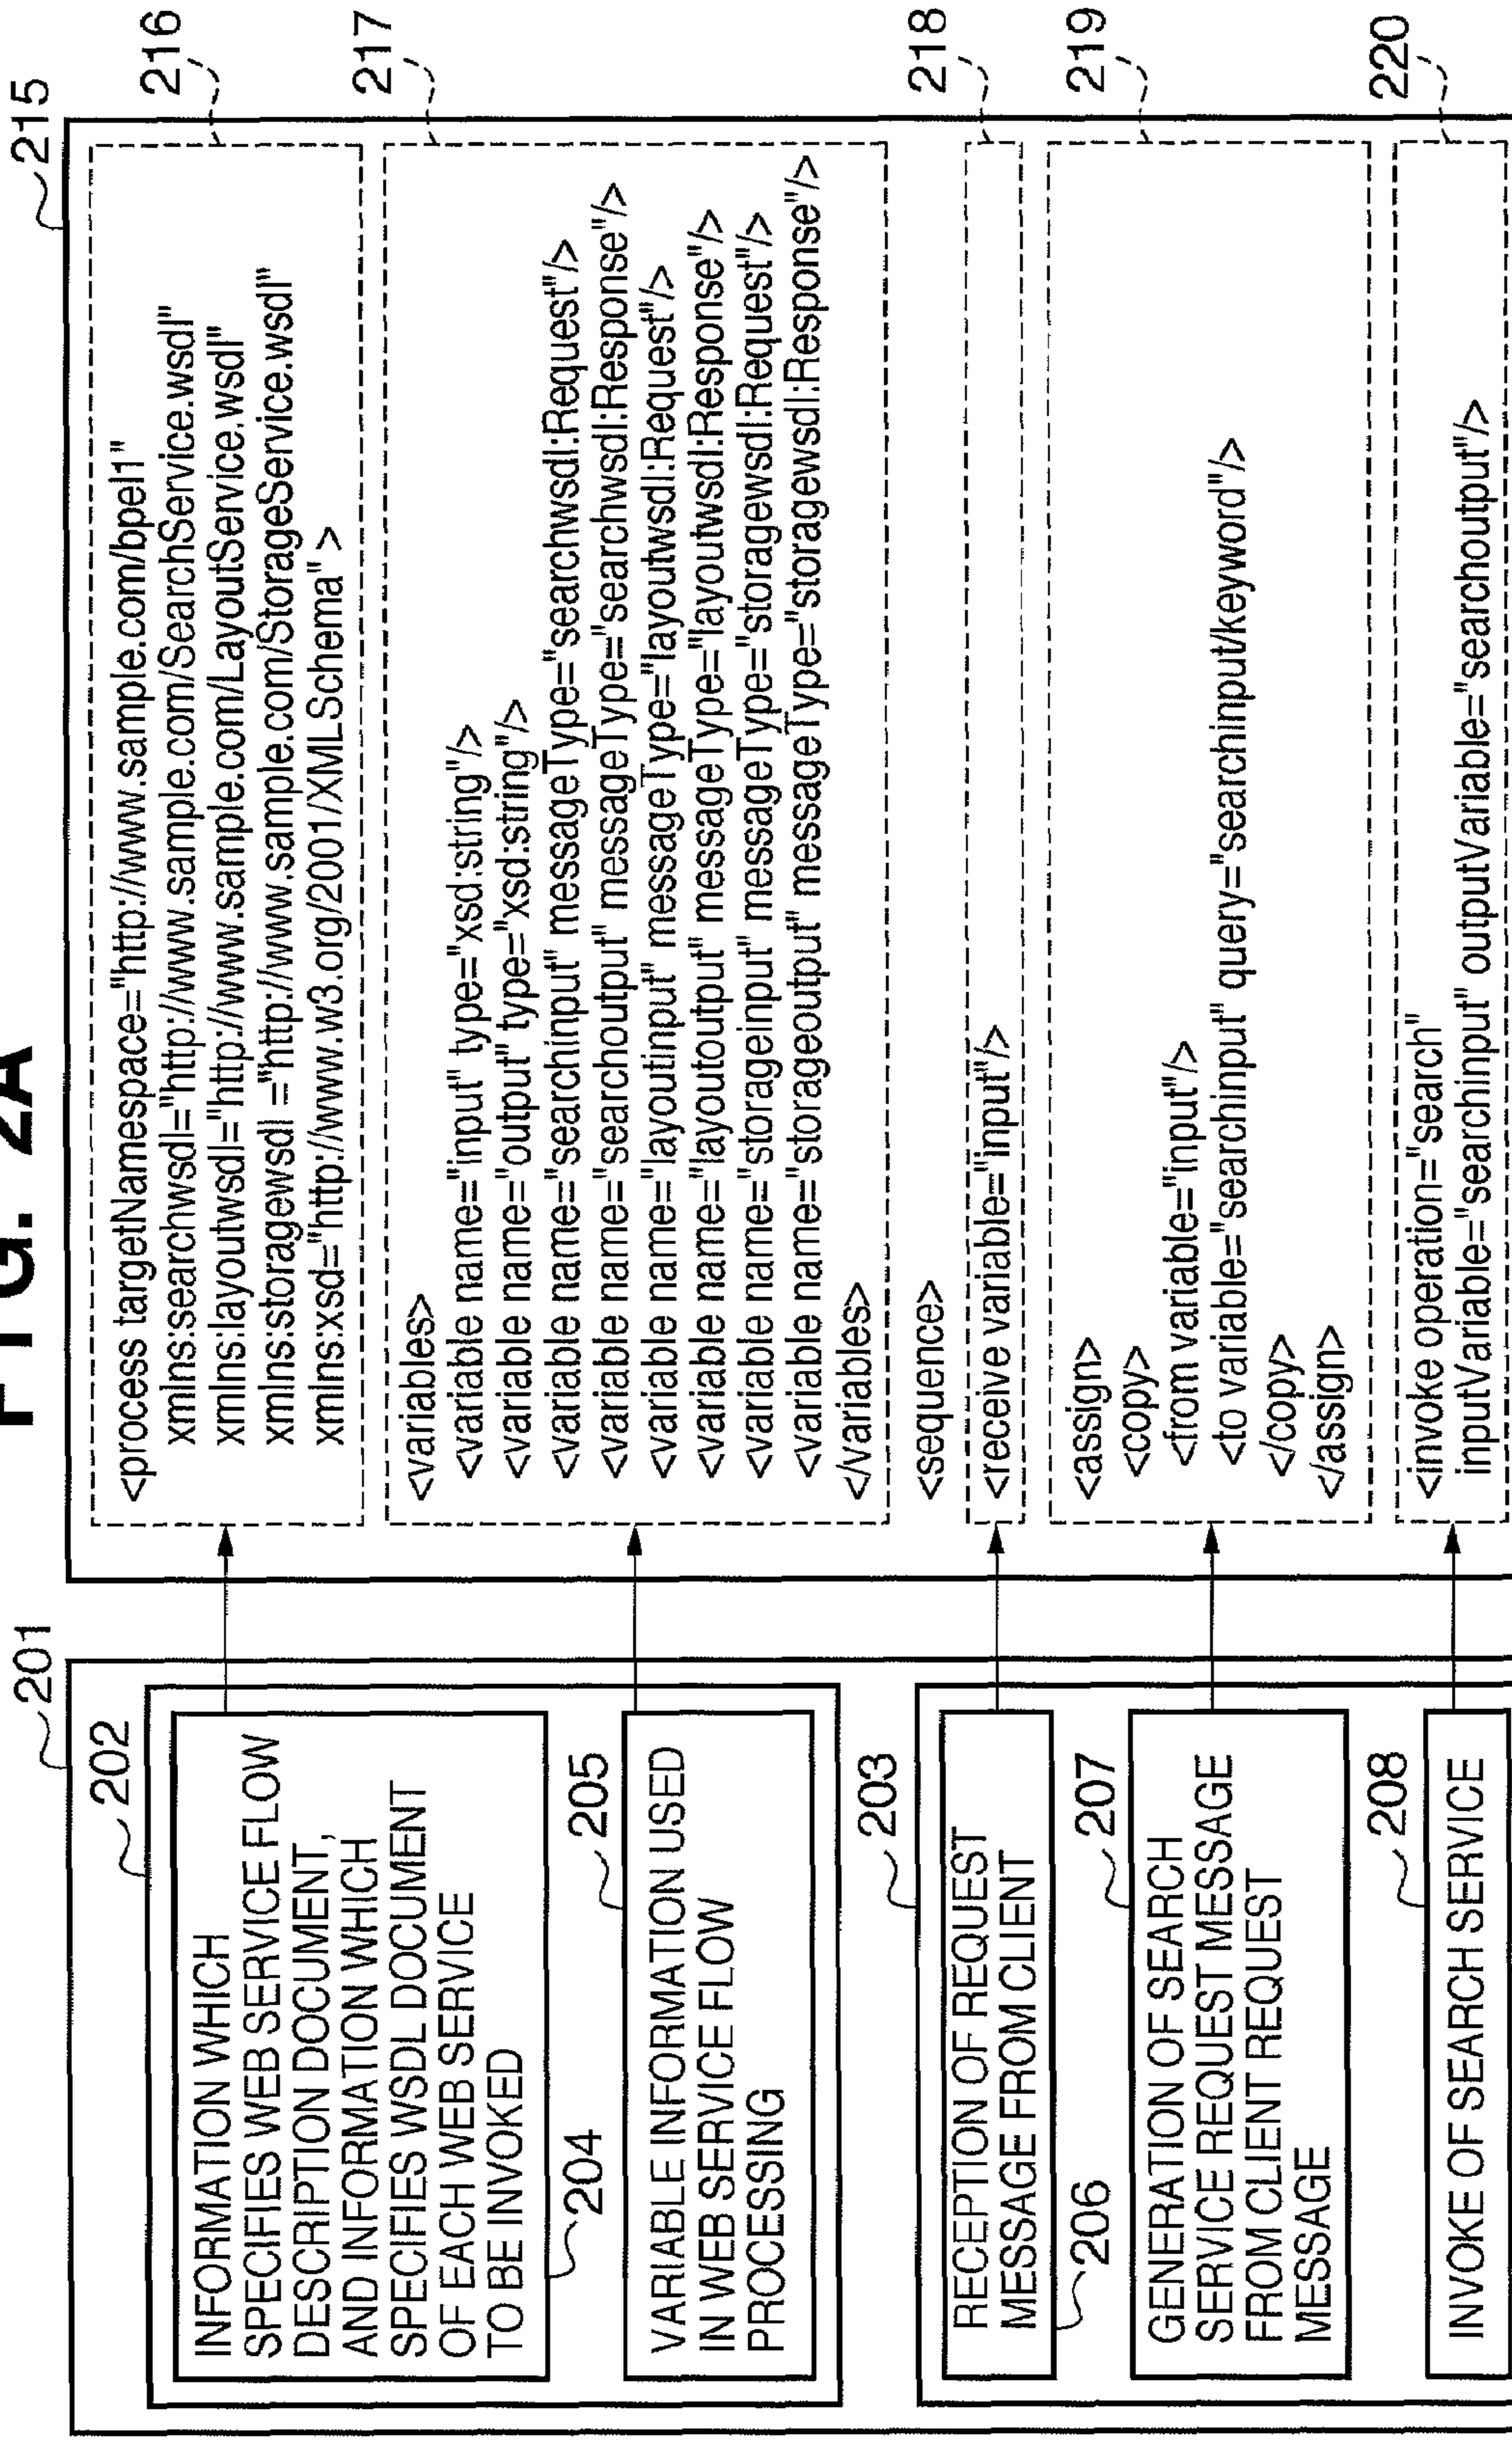 FIG. 2A
201
202
INFORMATION WHICH
SPECIFIES WEB SERVICE FLOW
DESCRIPTION DOCUMENT,
AND INFORMATION WHICH
SPECIFIES WSDL DOCUMENT
OF EACH WEB SERVICE
TO BE INVOKED
204
205
VARIABLE INFORMATION USED
IN WEB SERVICE FLOW
PROCESSING
203
RECEPTION OF REQUEST
MESSAGE FROM CLIENT
206
207
GENERATION OF SEARCH
SERVICE REQUEST MESSAGE
FROM CLIENT REQUEST
MESSAGE
208
INVOKE OF SEARCH SERVICE
215
<process targetNamespace="http://www.sample.com/bpel1"
xmlns:searchwsdl="http://www.sample.com/SearchService.wsdl"
xmlns:layoutwsdl="http://www.sample.com/LayoutService.wsdl"
xmlns:storagewsdl ="http://www.sample.com/StorageService.wsdl"
xmlns:xsd="http://www.w3.org/2001/XMLSchema" >
216
<variables>
<variable name="input" type="xsd:string"/>
<variable name="output" type="xsd:string"/>
<variable name="searchinput" messageType="searchwsdl:Request"/>
<variable name="searchoutput" messageType="searchwsdl:Response"/>
<variable name="layoutinput" messageType="layoutwsdl:Request"/>
<variable name="layoutoutput" messageType="layoutwsdl:Response"/>
<variable name="storageinput" messageType="storagewsdl:Request"/>
<variable name="storageoutput" messageType="storagewsdl:Response"/>
</variables>
217
<sequence>
<receive variable="input"/>
218
<assign>
<copy>
<from variable="input"/>
<to variable="searchinput" query="searchinput/keyword"/>
</copy>
</assign>
219
<invoke operation="search"
inputVariable="searchinput" outputVariable="searchoutput"/>
220